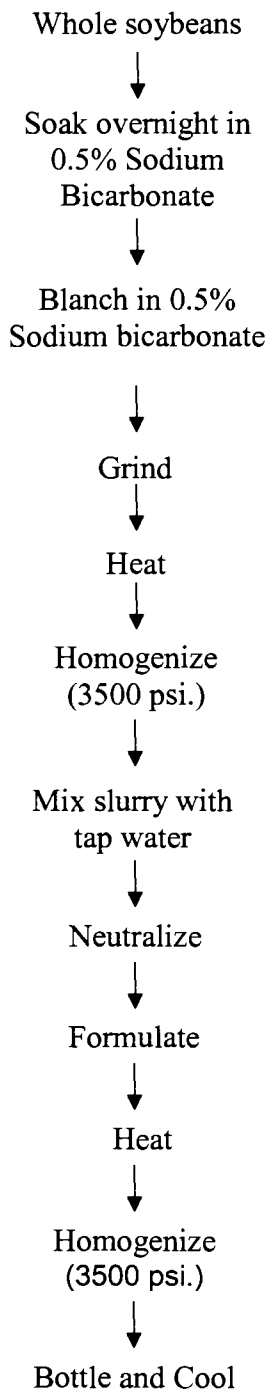 Whole soybeans
Soak overnight in
0.5% Sodium
Bicarbonate
Blanch in 0.5%
Sodium bicarbonate
Grind
Heat
Homogenize
(3500 psi.)
Mix slurry with
tap water
Neutralize
Formulate
Heat
Homogenize
(3500 psi.)
Bottle and Cool